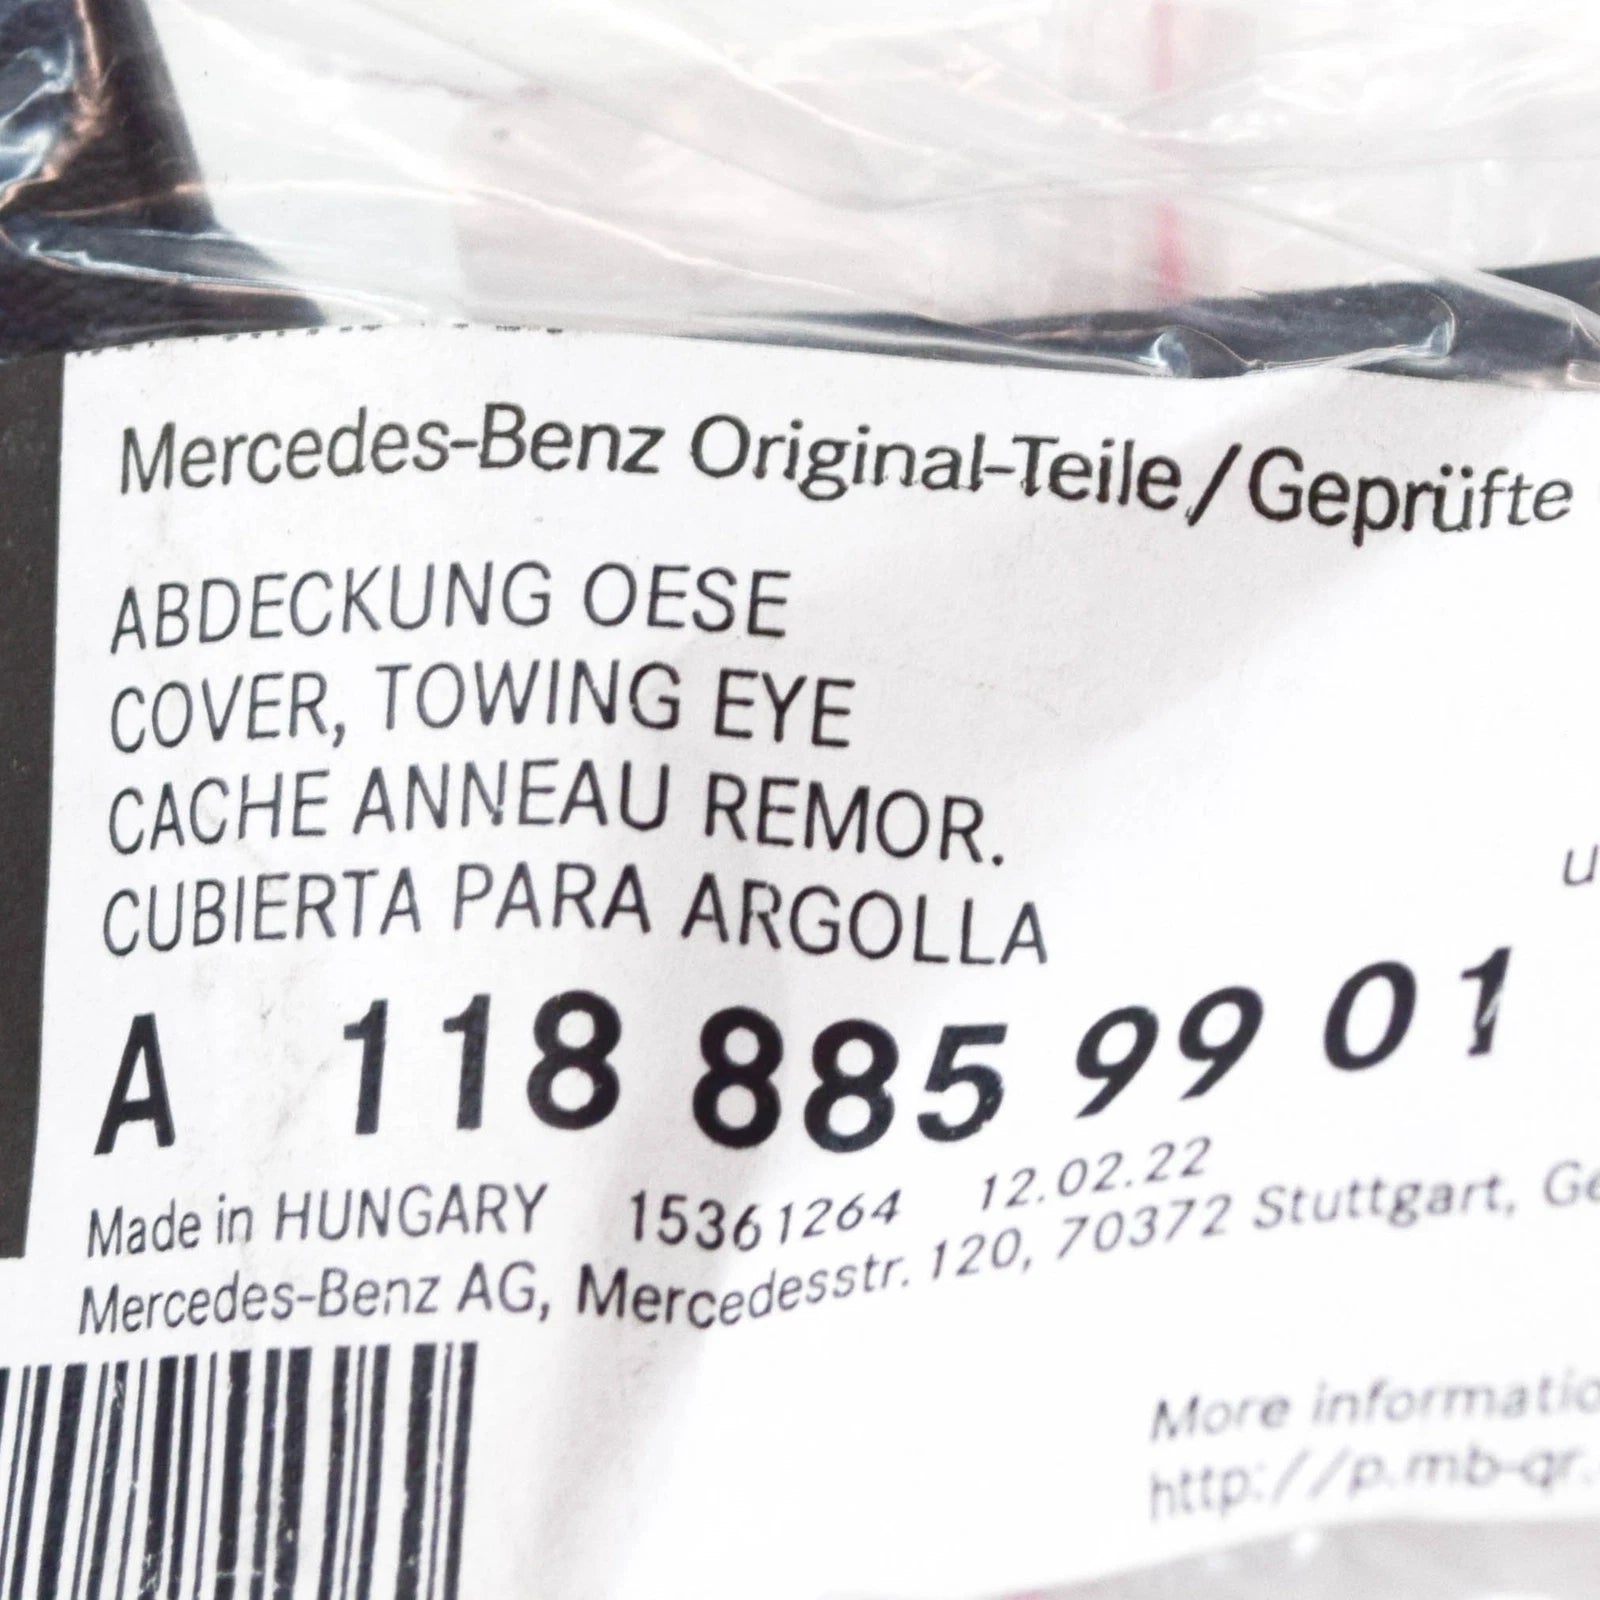 Mercedes-Benz Original-Teile/Geprüfte
ABDECKUNG OESE
COVER, TOWING EYE
CACHE ANNEAU REMOR.
CUBIERTA PARA ARGOLLA
A 118 885 99 01
Made in HUNGARY 15361264 12.02.22
Mercedes-Benz AG, Mercedesstr. 120, 70372 Stuttgart,
More
http://p.mb-qr.